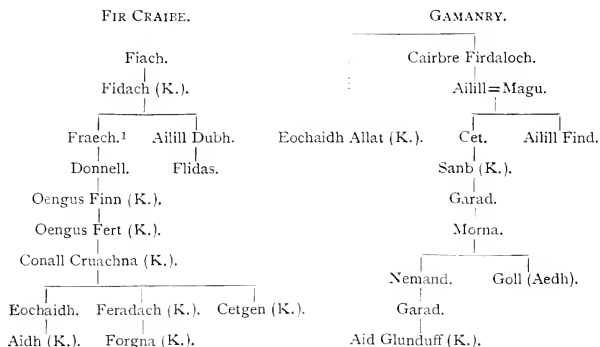 Fir Craibe. Gamanry.
Fiach. Cairbre Firdaloch.
Fidach (K.). Ailill=Magu.
Fraech.¹ Ailill Dubh. Eochaidh Allat (K.). Cet. Ailill Find.
Donnell. Flidas. Sanb (K.).
Oengus Finn (K.). Garad.
Oengus Fert (K.). Morna.
Conall Cruachna (K.).
Nemand. Goll (Aedh).
Eochaidh. Feradach (K.). Cetgen (K.). Garad.
Aidh (K.). Forgna (K.). Aid Glunduff (K.).